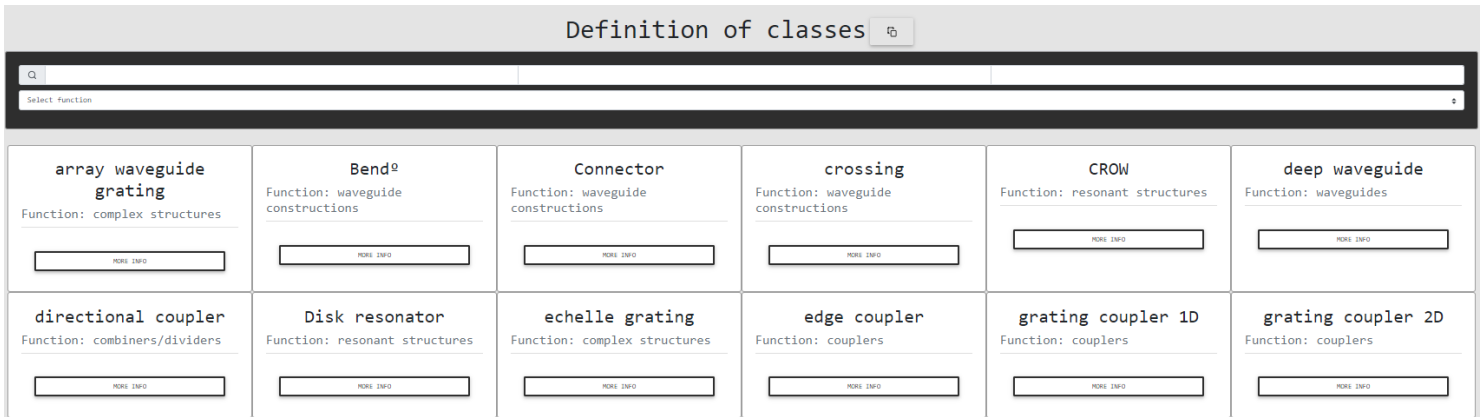 Definition of classes
Select function
array waveguide
grating
Function: complex structures
MORE INFO
Bendº
Function: waveguide
constructions
MORE INFO
Connector
Function: waveguide
constructions
MORE INFO
crossing
Function: waveguide
constructions
MORE INFO
CROW
Function: resonant structures
MORE INFO
deep waveguide
Function: waveguides
MORE INFO
directional coupler
Function: combiners/dividers
MORE INFO
Disk resonator
Function: resonant structures
MORE INFO
echelle grating
Function: complex structures
MORE INFO
edge coupler
Function: couplers
MORE INFO
grating coupler 1D
Function: couplers
MORE INFO
grating coupler 2D
Function: couplers
MORE INFO